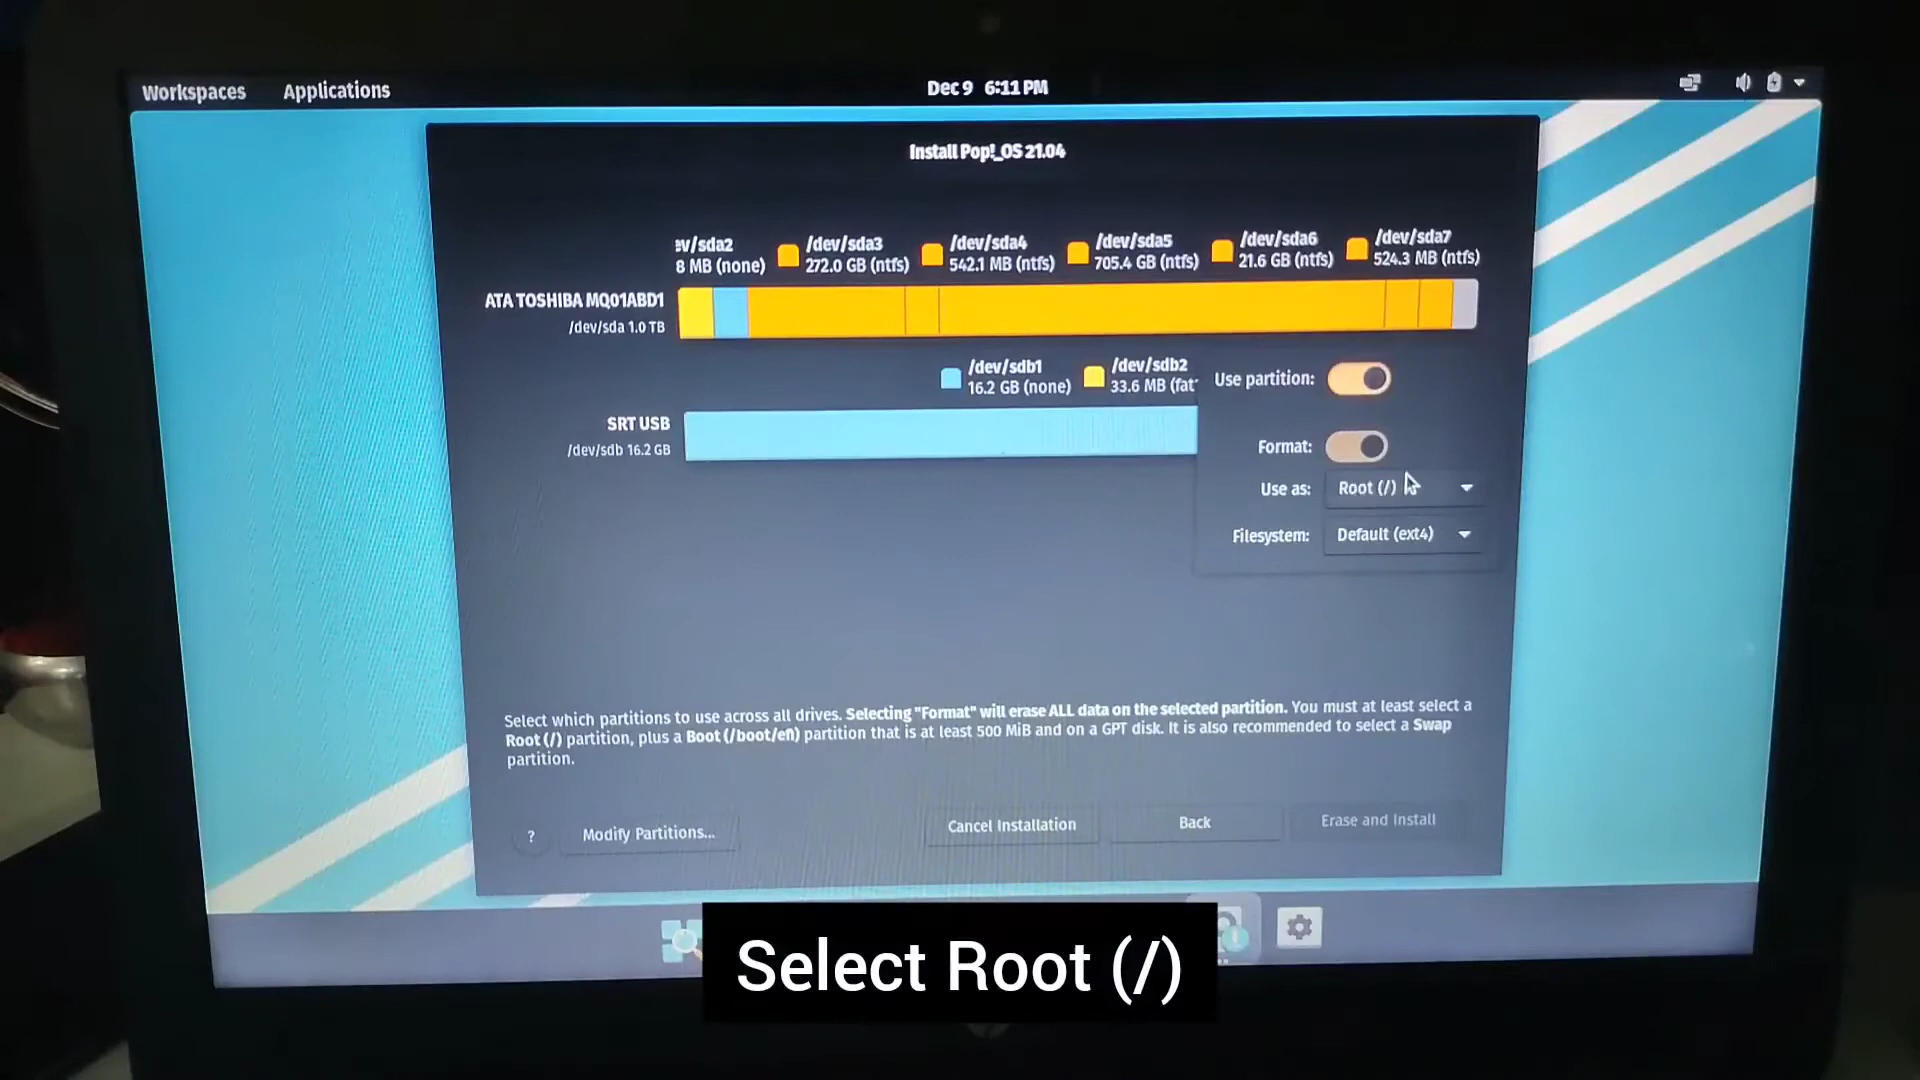 Workspaces Applications Dec 9 6:11 PM
Install Pop!_OS 21.04
/sda2 /dev/sda3 /dev/sda4 /dev/sda5 /dev/sda6 /dev/sda7
8 MB (none) 272.0 GB (ntfs) 542.1 MB (ntfs) 705.4 GB (ntfs) 21.6 GB (ntfs) 524.3 MB (ntfs)
ATA TOSHIBA MQ01ABD1
/dev/sda 1.0 TB
/dev/sdb1 /dev/sdb2
16.2 GB (none) 33.6 MB (fat
Use partition:
SRT USB
/dev/sdb 16.2 GB
Format:
Use as: Root (/)
Filesystem: Default (ext4)
Select which partitions to use across all drives. Selecting "Format" will erase ALL data on the selected partition. You must at least select a
Root (/) partition, plus a Boot (/boot/efi) partition that is at least 500 MiB and on a GPT disk. It is also recommended to select a Swap
partition.
? Modify Partitions... Cancel Installation Back Erase and Install
Select Root (/)